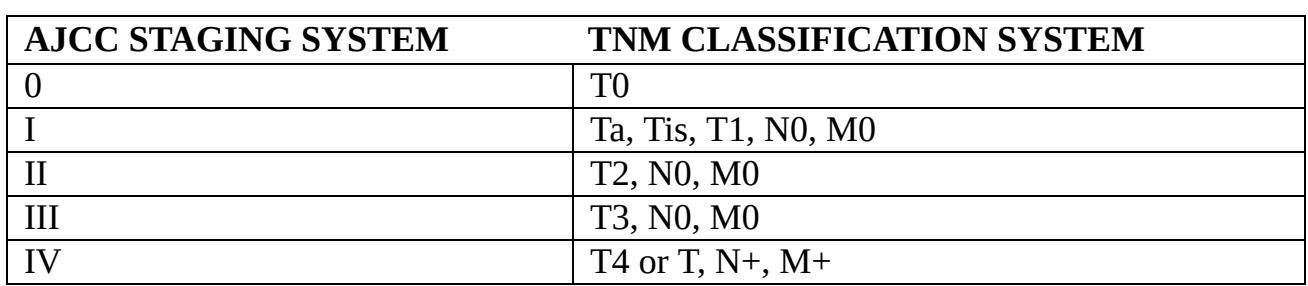 AJCC STAGING SYSTEM TNM CLASSIFICATION SYSTEM
0 T0
I Ta, Tis, T1, N0, M0
II T2, N0, M0
III T3, N0, M0
IV T4 or T, N+, M+